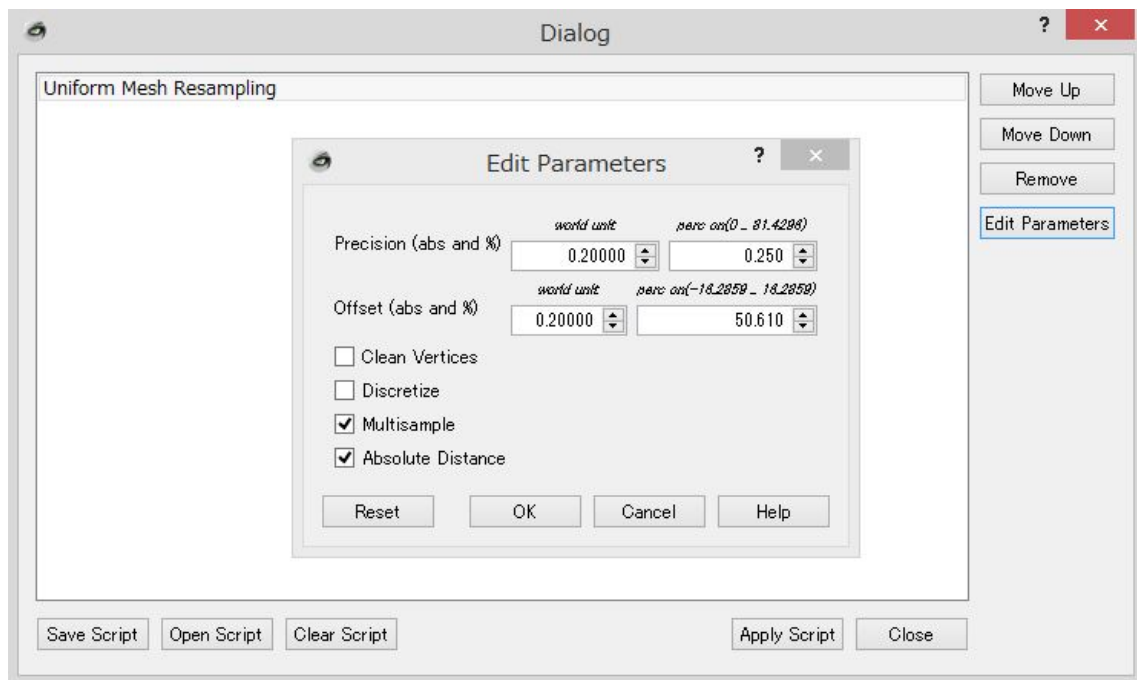 Dialog
?
Uniform Mesh Resampling
Move Up
Move Down
Remove
Edit Parameters
Edit Parameters
?
world unit perc on(0 _ 81.4296)
Precision (abs and %) 0.20000 0.250
world unit perc on(-16.2859 _ 16.2859)
Offset (abs and %) 0.20000 50.610
Clean Vertices
Discretize
Multisample
Absolute Distance
Reset OK Cancel Help
Save Script Open Script Clear Script Apply Script Close